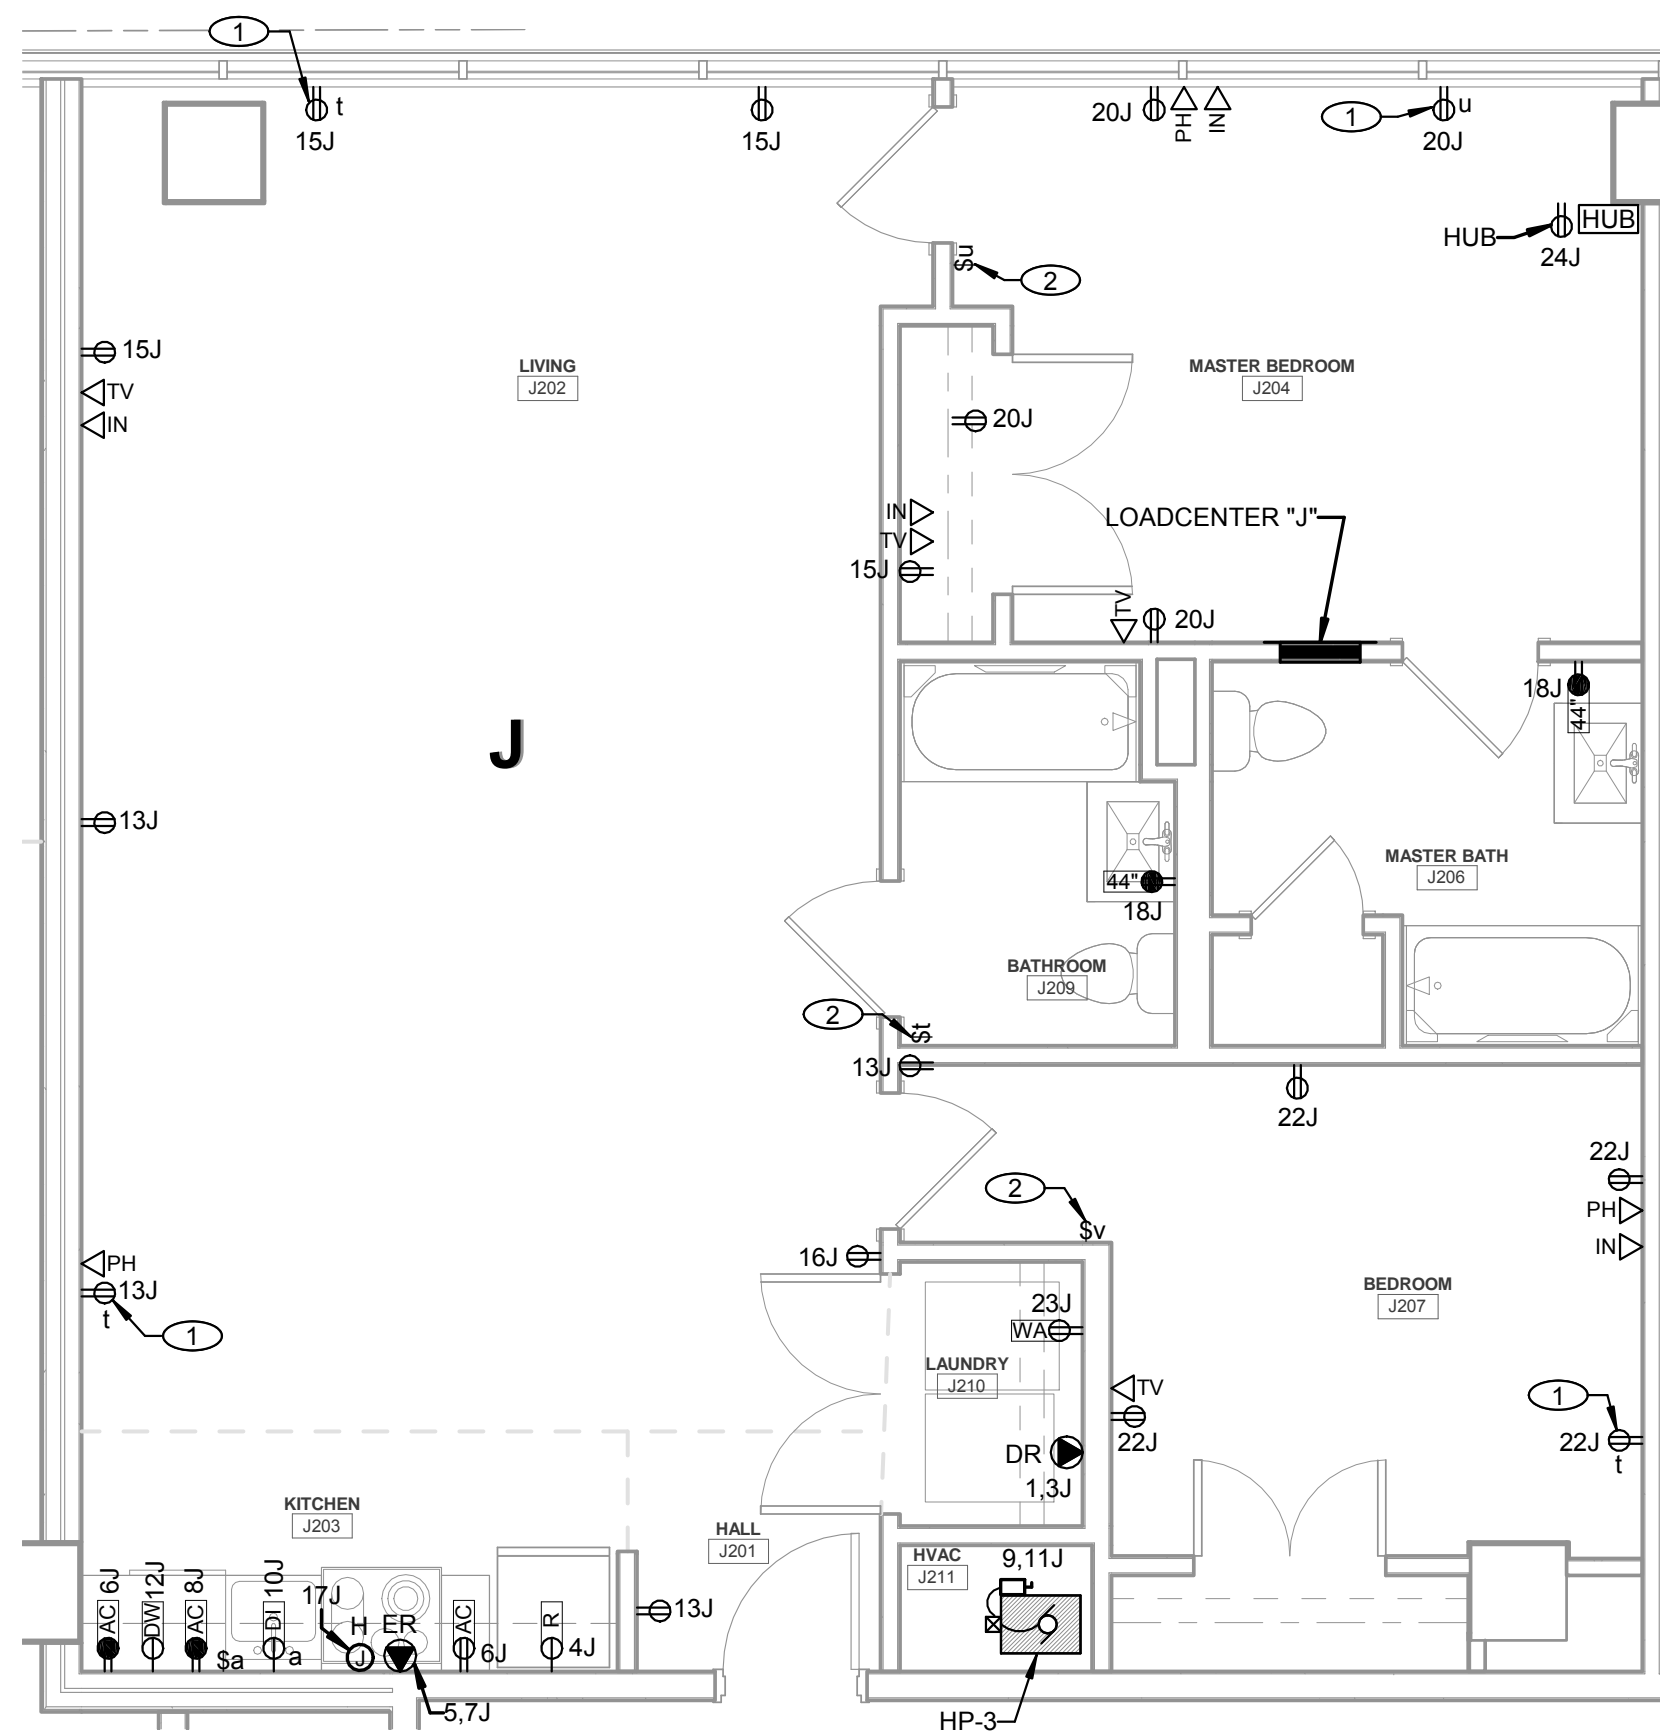 1
t
15J
15J
20J
PH
IN
1
u
20J
HUB
HUB
24J
$u
2
15J
TV
IN
LIVING
J202
MASTER BEDROOM
J204
20J
IN
TV
15J
LOADCENTER "J"
TV
20J
18J
44"
J
13J
MASTER BATH
J206
44"
18J
BATHROOM
J209
2
$t
13J
22J
22J
PH
IN
2
$v
16J
PH
13J
t
1
BEDROOM
J207
23J
WA
LAUNDRY
J210
TV
22J
1
22J
t
DR
1,3J
KITCHEN
J203
HALL
J201
HVAC
J211
9,11J
AC 6J
DW 12J
AC 8J
$a
DI 10J
a
17J
H
J
ER
AC
6J
R
4J
13J
5,7J
HP-3